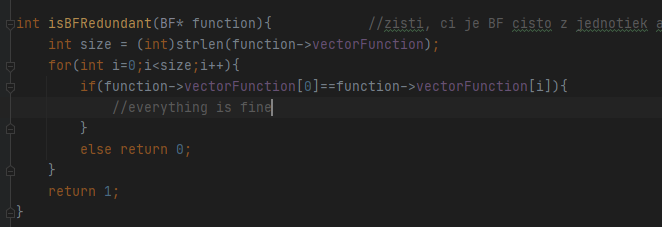 int isBFRedundant(BF* function){ //zisti, ci je BF cisto z jednotiek a
int size = (int)strlen(function->vectorFunction);
for(int i=0;i<size;i++){
if(function->vectorFunction[0]==function->vectorFunction[i]){
//everything is fine
}
else return 0;
}
return 1;
}